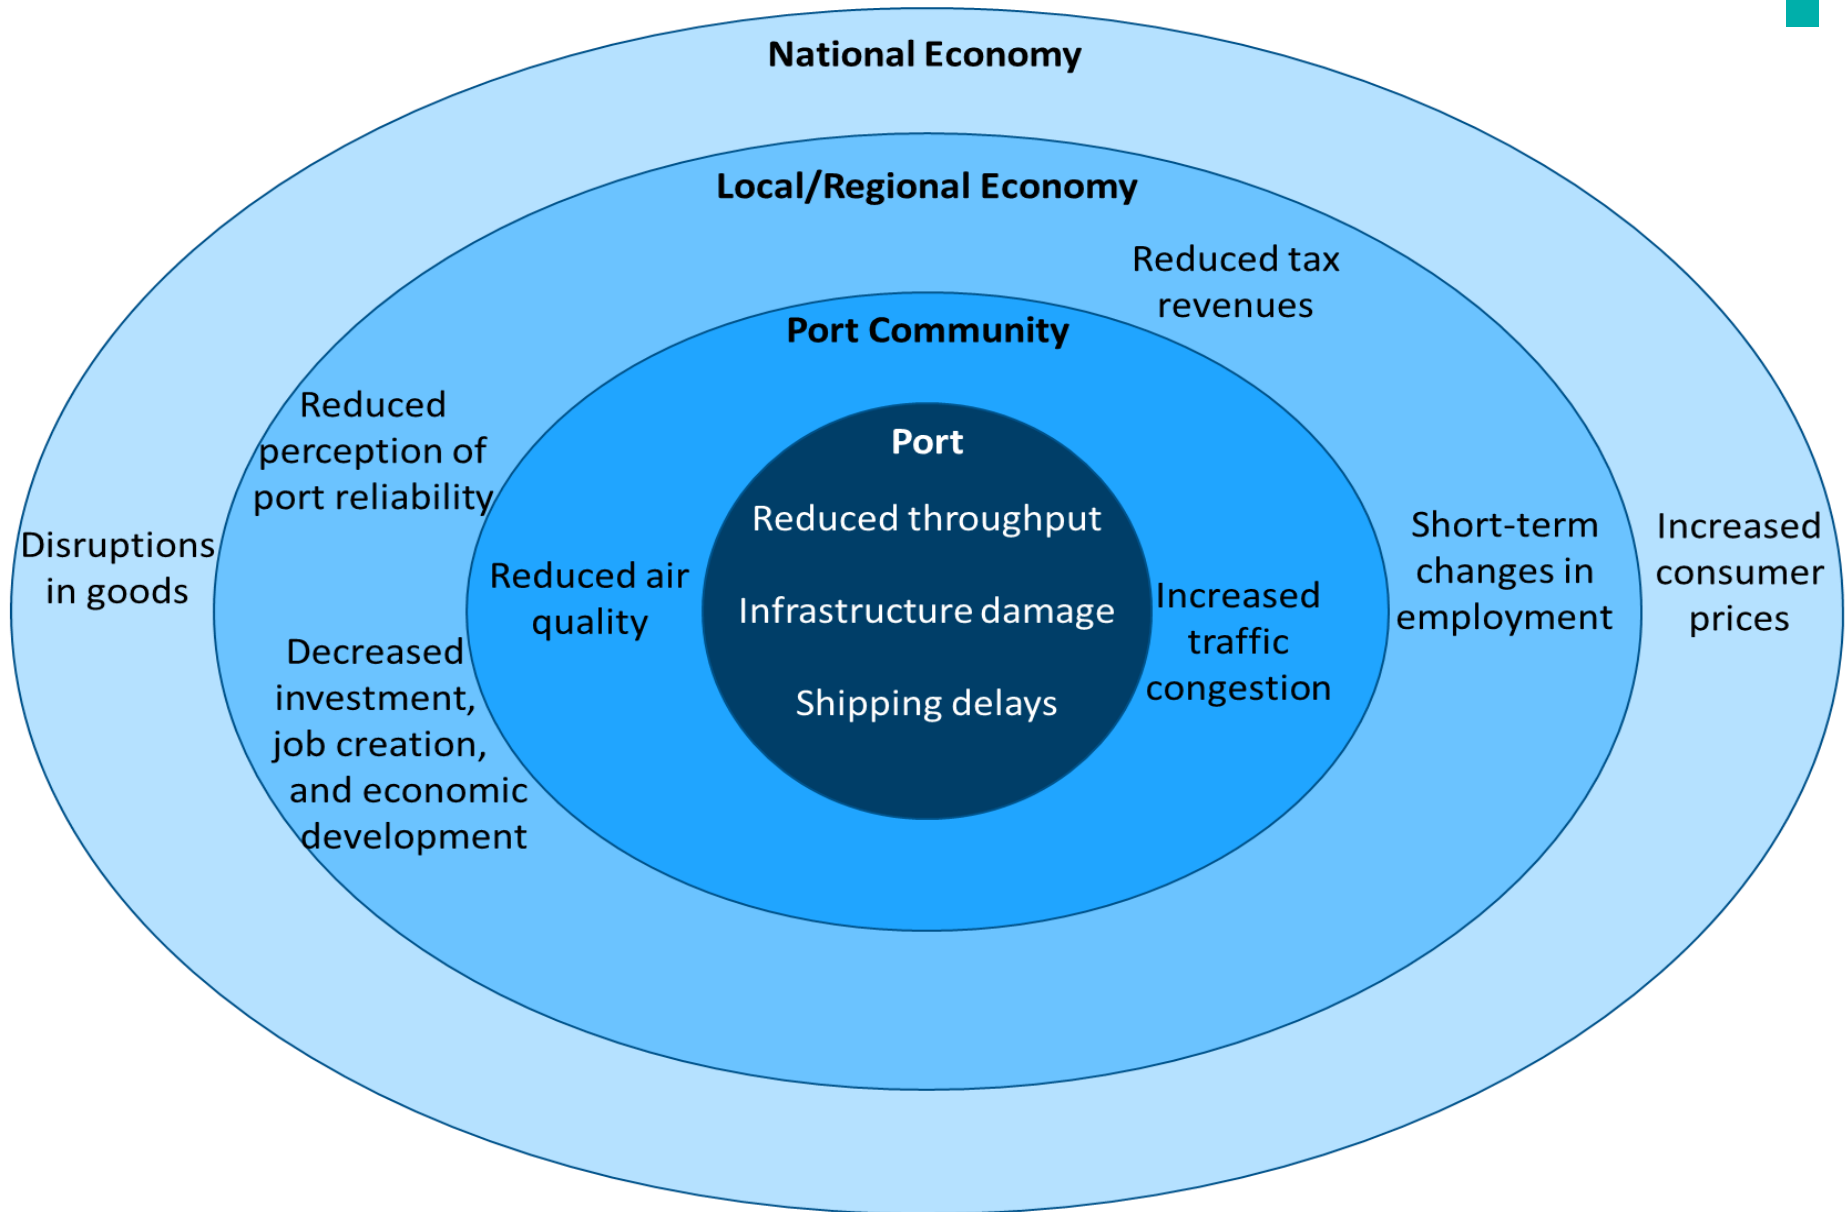 National Economy
Local/Regional Economy
Reduced tax
revenues
Port Community
Reduced
perception of
port reliability
Port
Reduced throughput
Infrastructure damage
Shipping delays
Disruptions
in goods
Reduced air
quality
Increased
traffic
congestion
Short-term
changes in
employment
Increased
consumer
prices
Decreased
investment,
job creation,
and economic
development